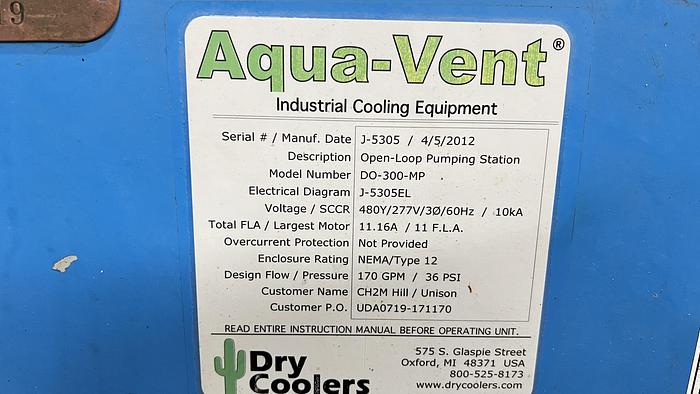 19
Aqua-Vent®
Industrial Cooling Equipment
Serial # / Manuf. Date J-5305 / 4/5/2012
Description Open-Loop Pumping Station
Model Number DO-300-MP
Electrical Diagram J-5305EL
Voltage / SCCR 480Y/277V/3Ø/60Hz / 10kA
Total FLA / Largest Motor 11.16A / 11 F.L.A.
Overcurrent Protection Not Provided
Enclosure Rating NEMA/Type 12
Design Flow / Pressure 170 GPM / 36 PSI
Customer Name CH2M Hill / Unison
Customer P.O. UDA0719-171170
READ ENTIRE INSTRUCTION MANUAL BEFORE OPERATING UNIT.
Dry
Coolers
575 S. Glaspie Street
Oxford, MI 48371 USA
800-525-8173
www.drycoolers.com